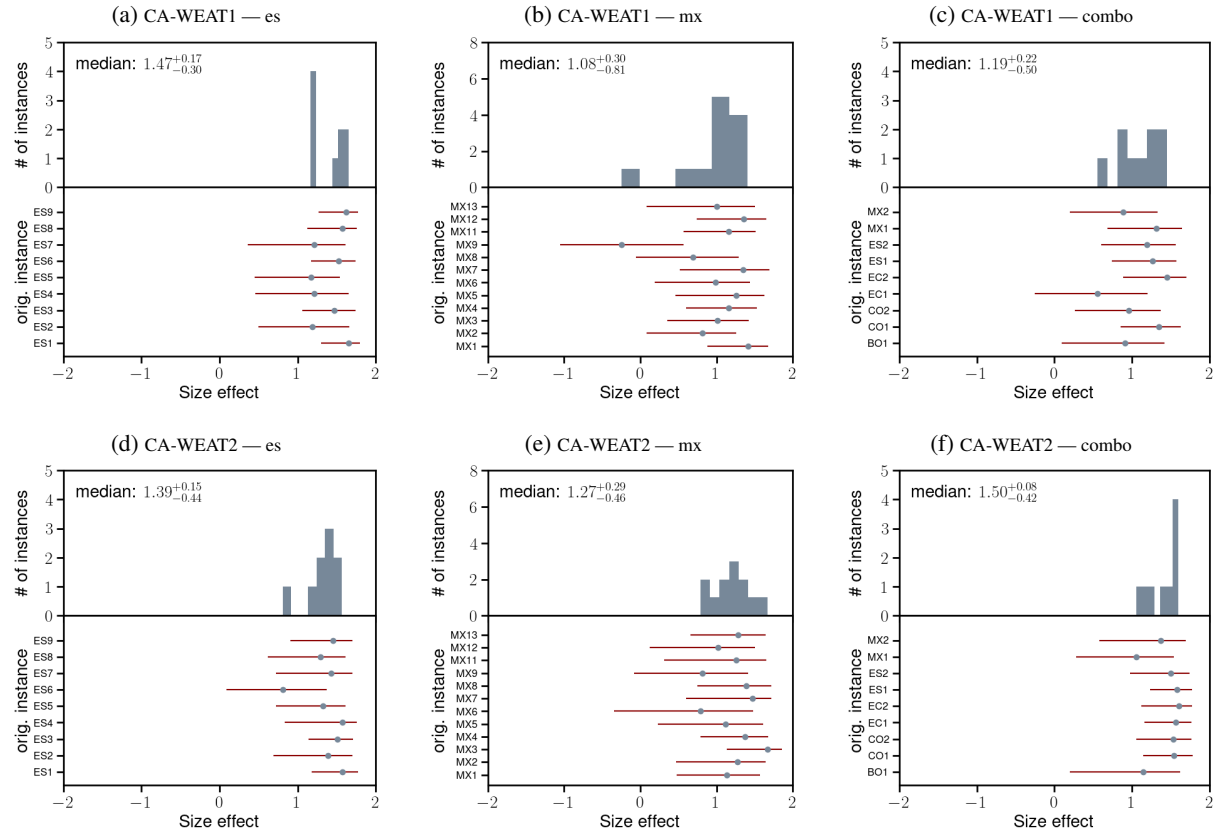 (a) CA-WEAT1 — es
5
4
3
2
1
0
# of instances
median: 1.47+0.17 −0.30
ES9
ES8
ES7
ES6
ES5
ES4
ES3
ES2
ES1
orig. instance
−2 −1 0 1 2
Size effect
(b) CA-WEAT1 — mx
8
6
4
2
0
# of instances
median: 1.08+0.30 −0.81
MX13
MX12
MX11
MX9
MX8
MX7
MX6
MX5
MX4
MX3
MX2
MX1
orig. instance
−2 −1 0 1 2
Size effect
(c) CA-WEAT1 — combo
5
4
3
2
1
0
# of instances
median: 1.19+0.22 −0.50
MX2
MX1
ES2
ES1
EC2
EC1
CO2
CO1
BO1
orig. instance
−2 −1 0 1 2
Size effect
(d) CA-WEAT2 — es
5
4
3
2
1
0
# of instances
median: 1.39+0.15 −0.44
ES9
ES8
ES7
ES6
ES5
ES4
ES3
ES2
ES1
orig. instance
−2 −1 0 1 2
Size effect
(e) CA-WEAT2 — mx
8
6
4
2
0
# of instances
median: 1.27+0.29 −0.46
MX13
MX12
MX11
MX9
MX8
MX7
MX6
MX5
MX4
MX3
MX2
MX1
orig. instance
−2 −1 0 1 2
Size effect
(f) CA-WEAT2 — combo
5
4
3
2
1
0
# of instances
median: 1.50+0.08 −0.42
MX2
MX1
ES2
ES1
EC2
EC1
CO2
CO1
BO1
orig. instance
−2 −1 0 1 2
Size effect